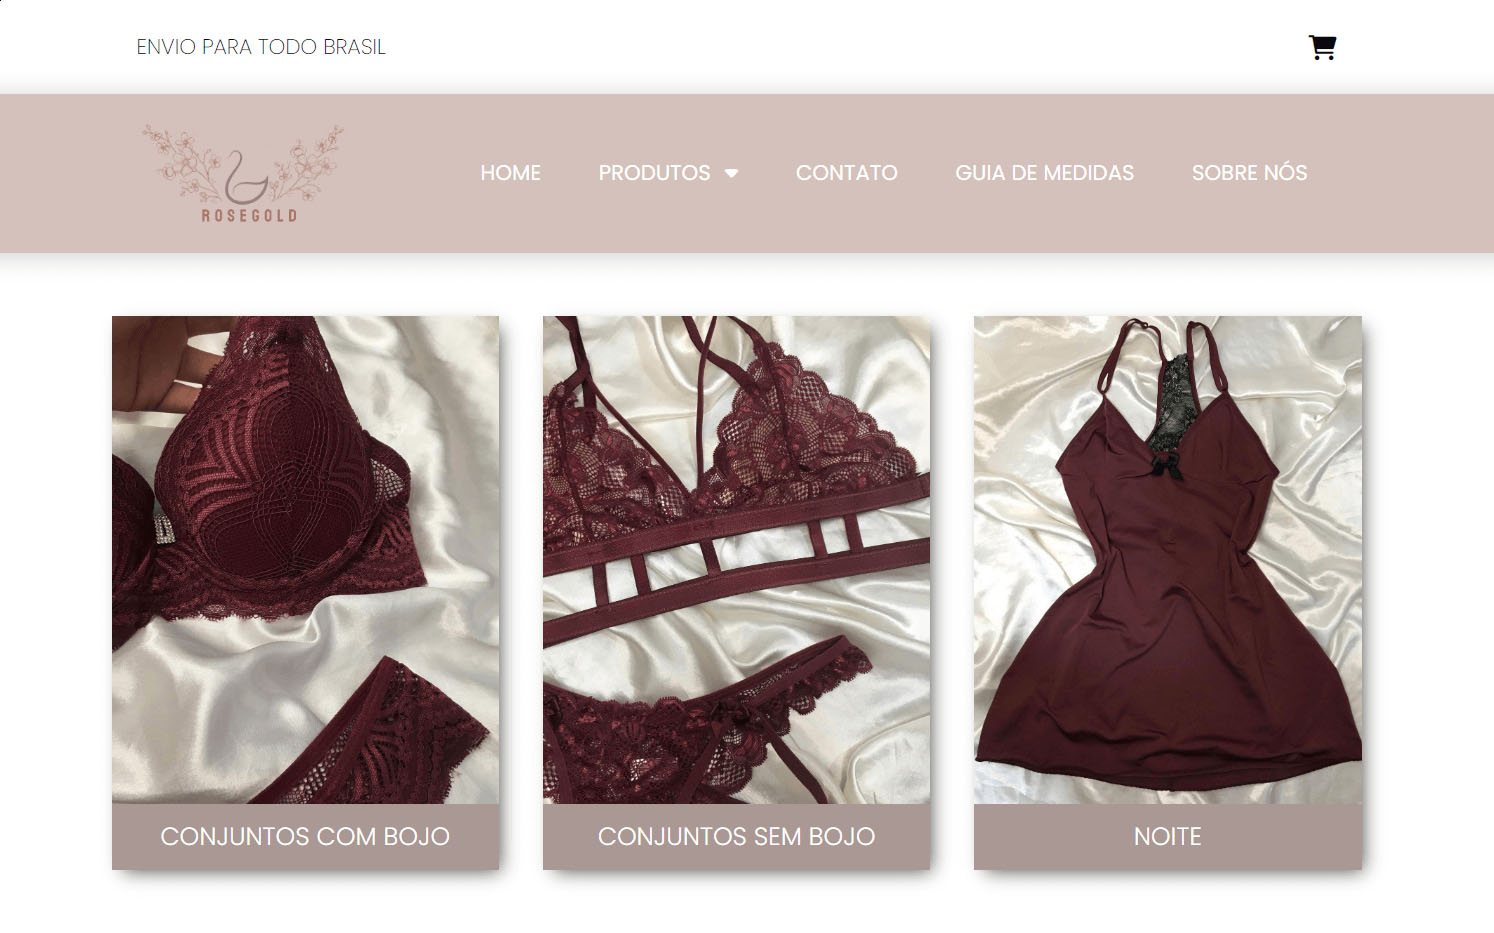 ENVIO PARA TODO BRASIL
ROSEGOLD
HOME PRODUTOS CONTATO GUIA DE MEDIDAS SOBRE NÓS
CONJUNTOS COM BOJO
CONJUNTOS SEM BOJO
NOITE